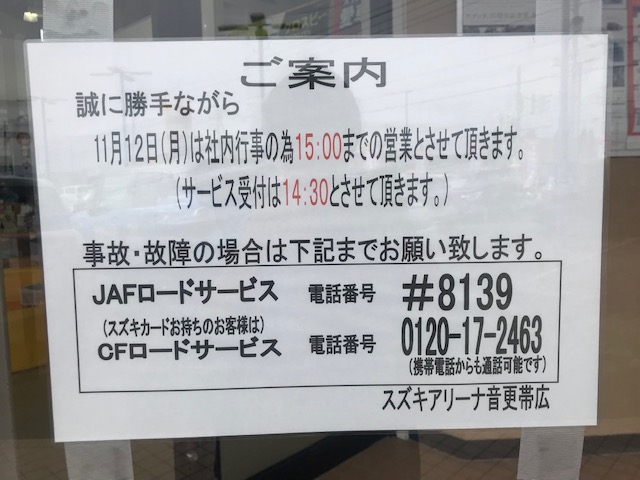 ご案内
誠に勝手ながら
11月12日(月)は社内行事の為15:00までの営業とさせて頂きます。
(サービス受付は14:30とさせて頂きます。)
事故・故障の場合は下記までお願い致します。
JAFロードサービス 電話番号 #8139
(スズキカードお持ちのお客様は)
CFロードサービス 電話番号 0120-17-2463
(携帯電話からも通話可能です)
スズキアリーナ音更帯広